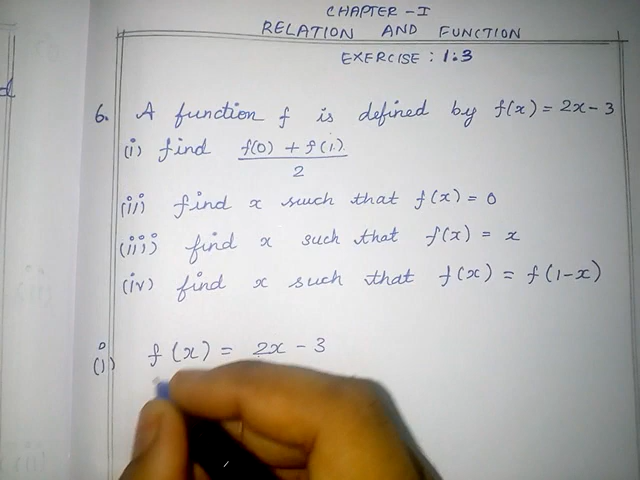 CHAPTER - I
RELATION AND FUNCTION
EXERCISE : 1.3
6. A function f is defined by f(x) = 2x - 3
(i) find f(0) + f(1) / 2
(ii) find x such that f(x) = 0
(iii) find x such that f(x) = x
(iv) find x such that f(x) = f(1-x)
(i) f(x) = 2x - 3